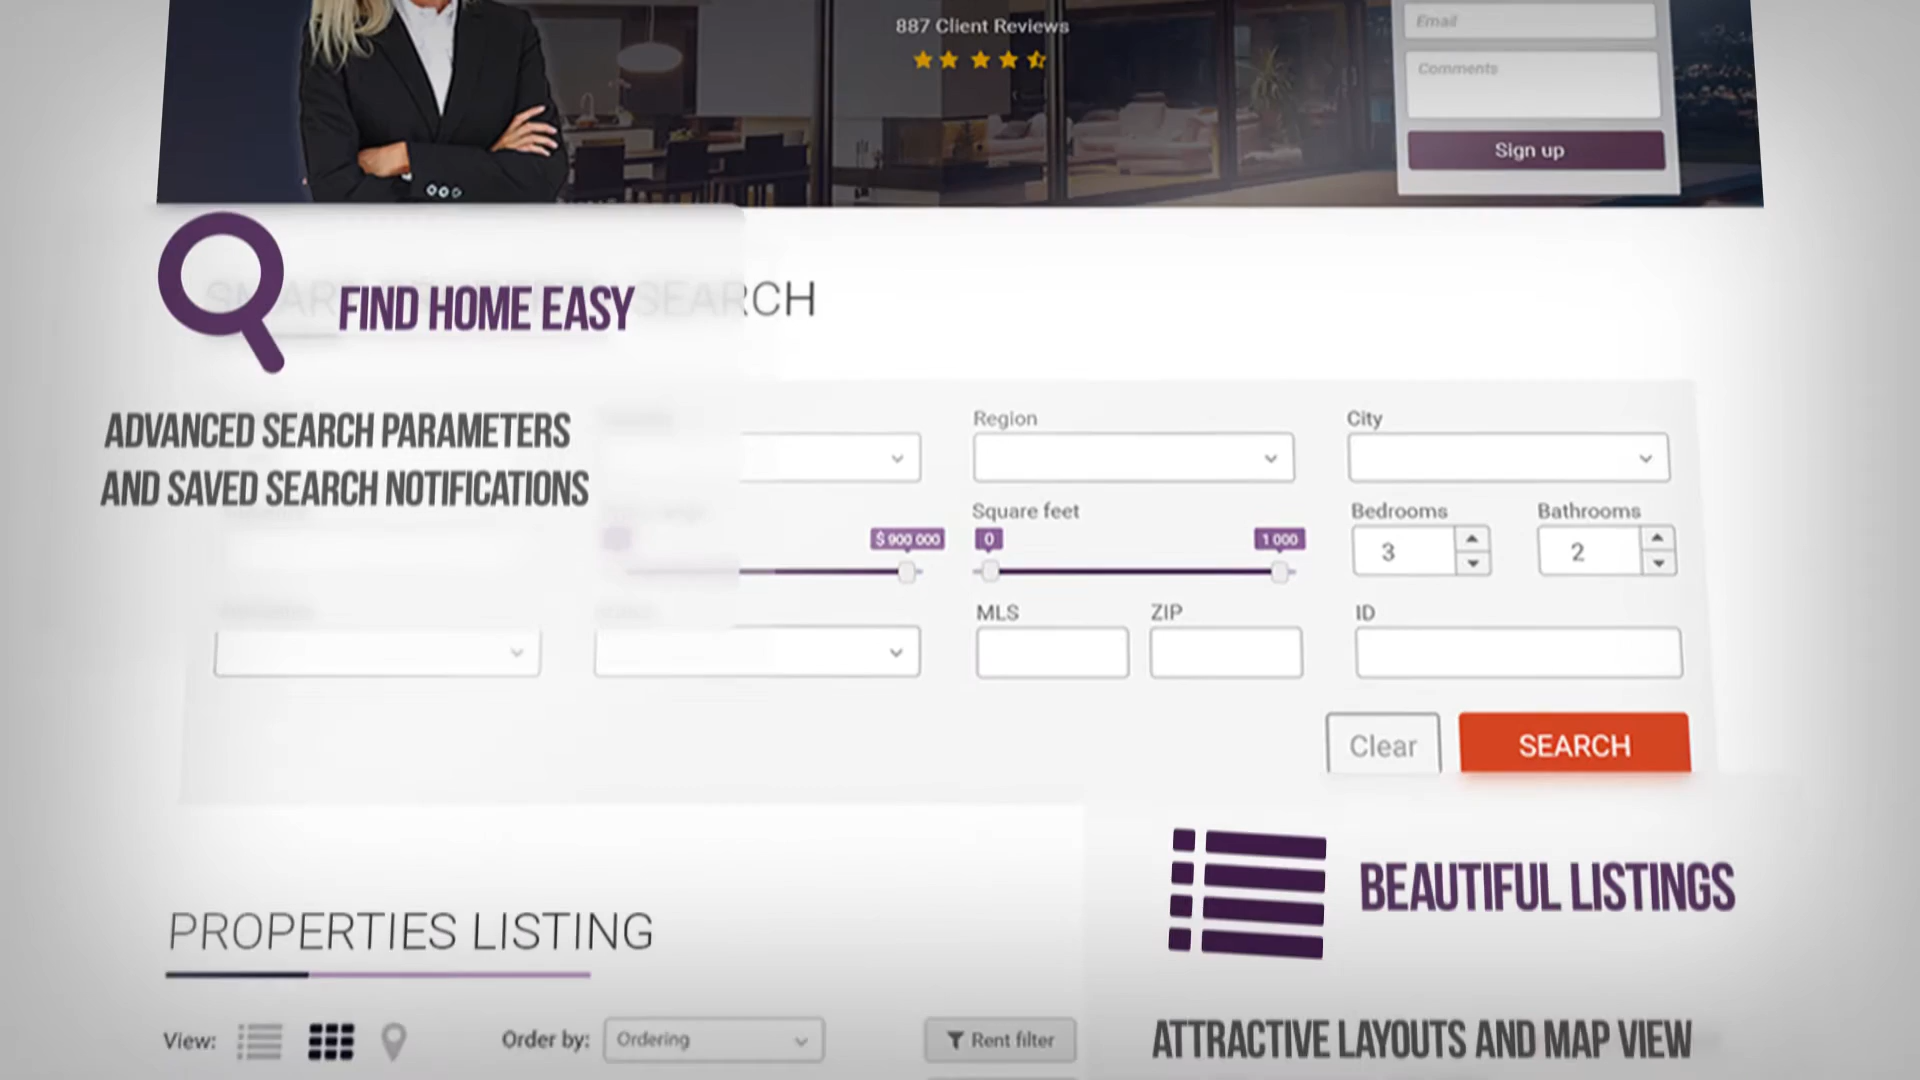 887 Client Reviews
Email
Comments
Sign up
SMART PROPERTY SEARCH
FIND HOME EASY
ADVANCED SEARCH PARAMETERS
AND SAVED SEARCH NOTIFICATIONS
Region
City
Square feet
Bedrooms
Bathrooms
$ 900 000
0
1 000
3
2
MLS
ZIP
ID
Clear
SEARCH
BEAUTIFUL LISTINGS
PROPERTIES LISTING
View:
Order by:
Ordering
Rent filter
ATTRACTIVE LAYOUTS AND MAP VIEW